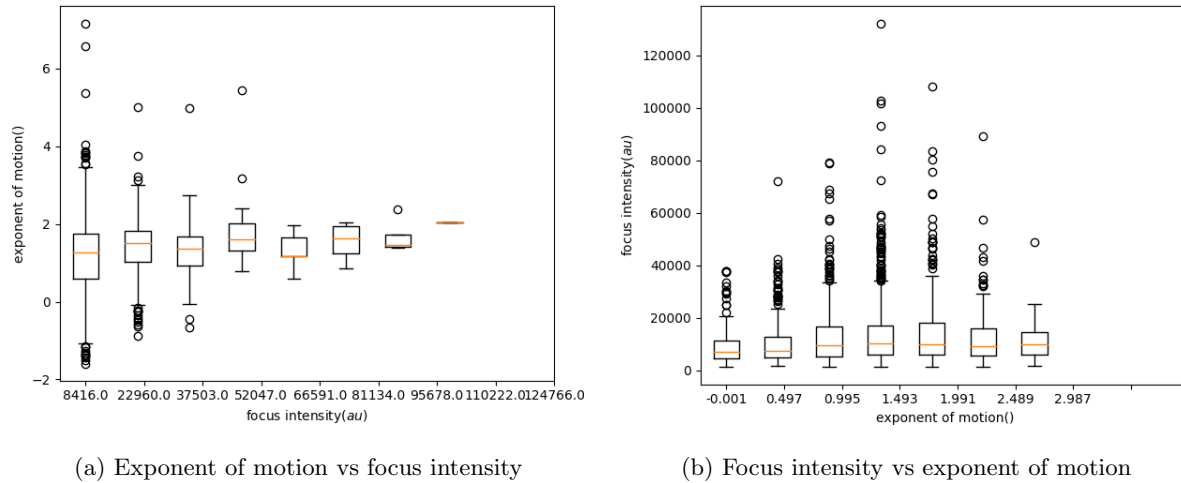 6
4
2
0
−2
exponent of motion()
8416.0 22960.0 37503.0 52047.0 66591.0 81134.0 95678.0 110222.0 124766.0
focus intensity(au)
(a) Exponent of motion vs focus intensity
120000
100000
80000
60000
40000
20000
0
focus intensity(au)
-0.001 0.497 0.995 1.493 1.991 2.489 2.987
exponent of motion()
(b) Focus intensity vs exponent of motion